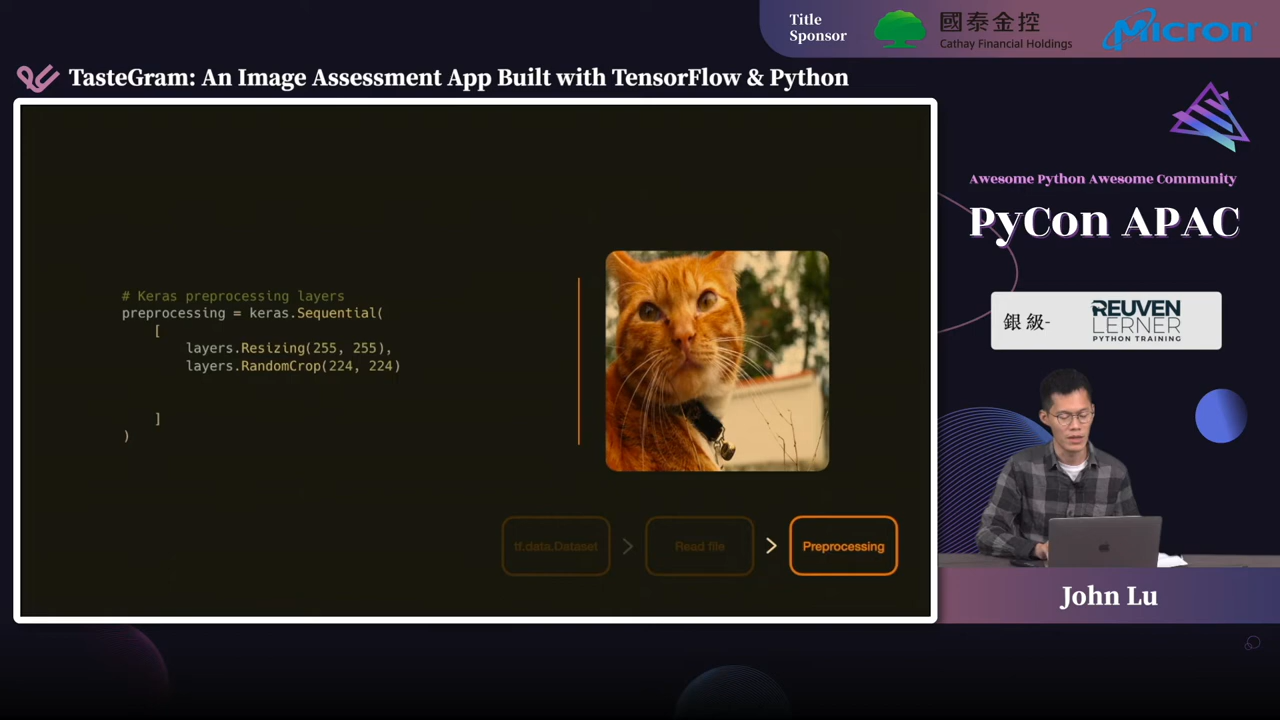 Title
Sponsor
國泰金控
Cathay Financial Holdings
Micron
TasteGram: An Image Assessment App Built with TensorFlow & Python
# Keras preprocessing layers
preprocessing = keras.Sequential(
[
layers.Resizing(255, 255),
layers.RandomCrop(224, 224)
]
)
tf.data.Dataset > Read file > Preprocessing
Awesome Python Awesome Community
PyCon APAC
銀級-
REUVEN
LERNER
PYTHON TRAINING
John Lu